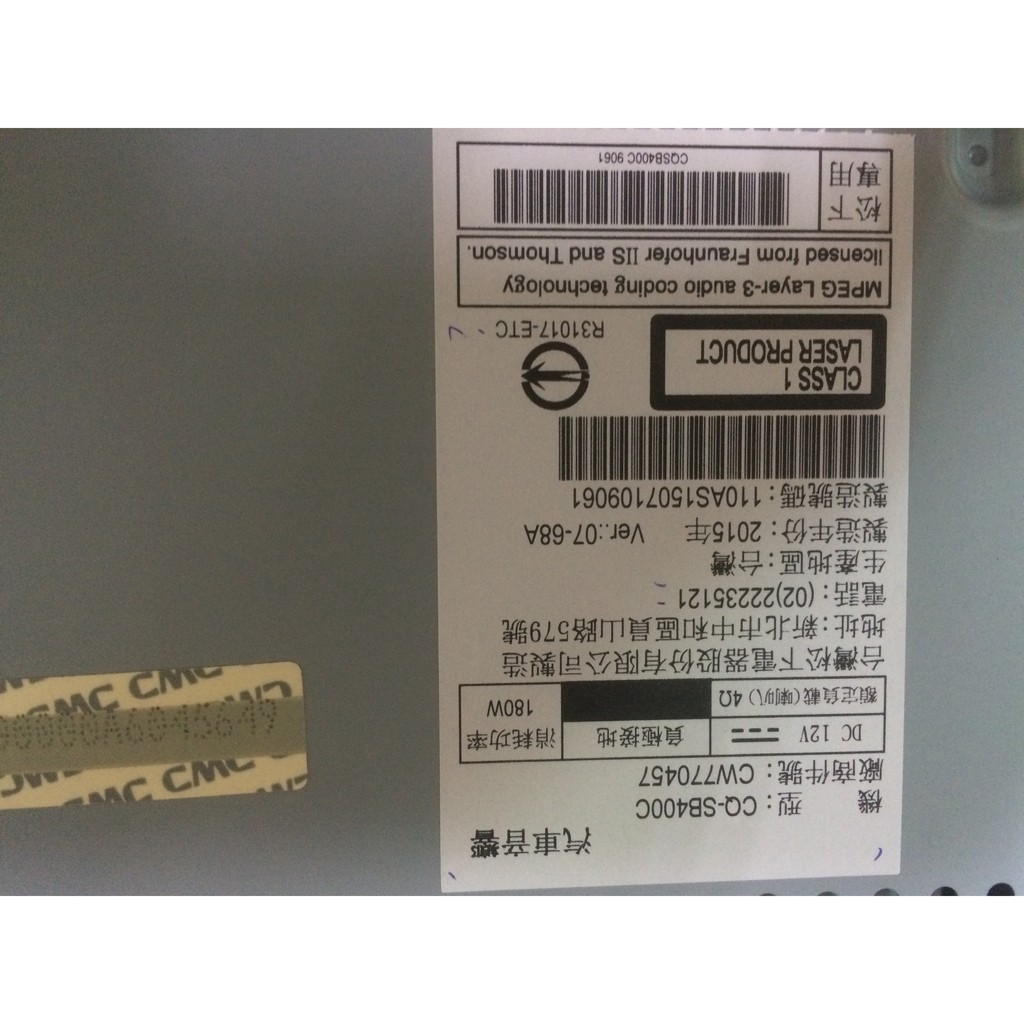 汽車音響
機 型：CQ-SB400C
廠商件號：CW770457
DC 12V 負極接地 消耗功率
額定負載(喇叭) 4Ω 180W
台灣松下電器股份有限公司製造
地址：新北市中和區員山路579號
電話：(02)22235121
生產地區：台灣
製造年份：2015年 Ver.:07-68A
製造號碼：110AS1507109061
CLASS 1
LASER PRODUCT
R31017-ETC
MPEG Layer-3 audio coding technology
licensed from Fraunhofer IIS and Thomson.
松下
專用
CQSB400C 9061
CMC CMC
CMC CMC